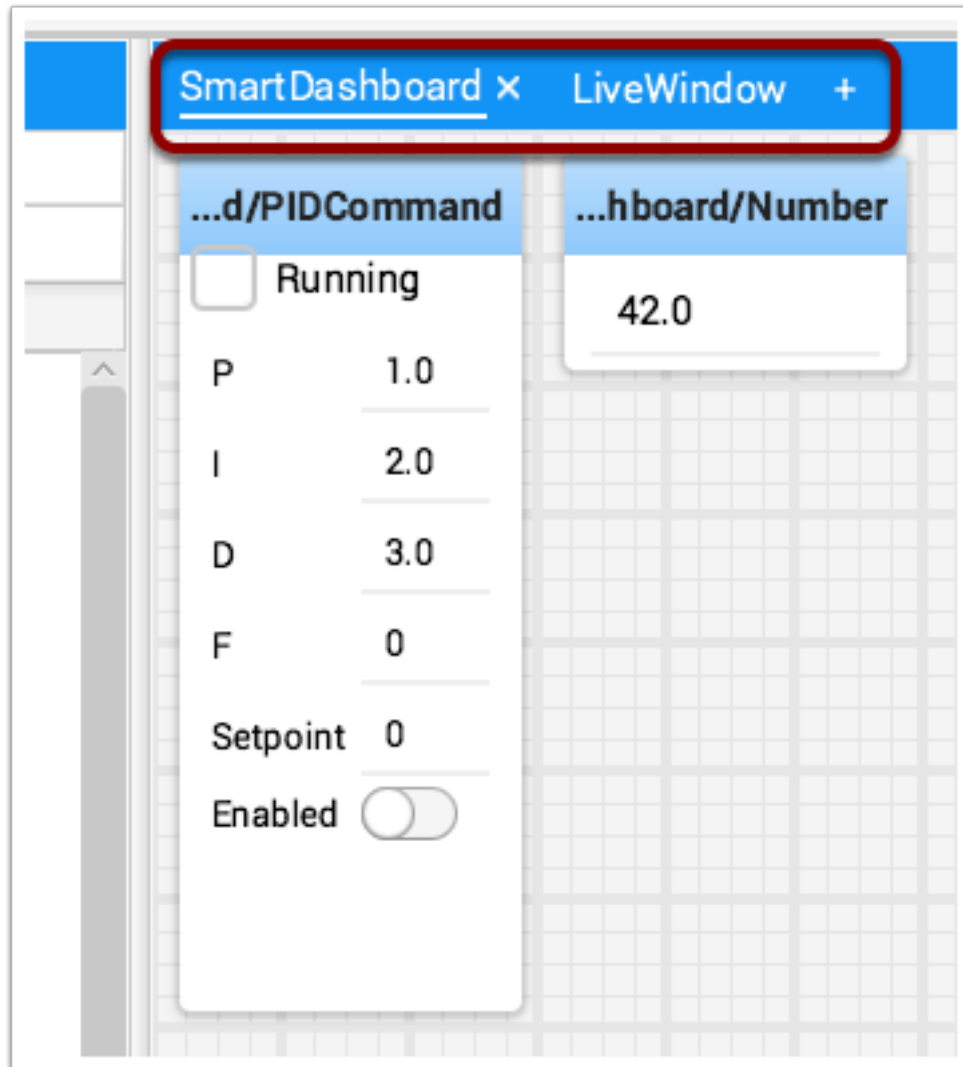 SmartDashboard × LiveWindow +
...d/PIDCommand
Running
P 1.0
I 2.0
D 3.0
F 0
Setpoint 0
Enabled
...hboard/Number
42.0